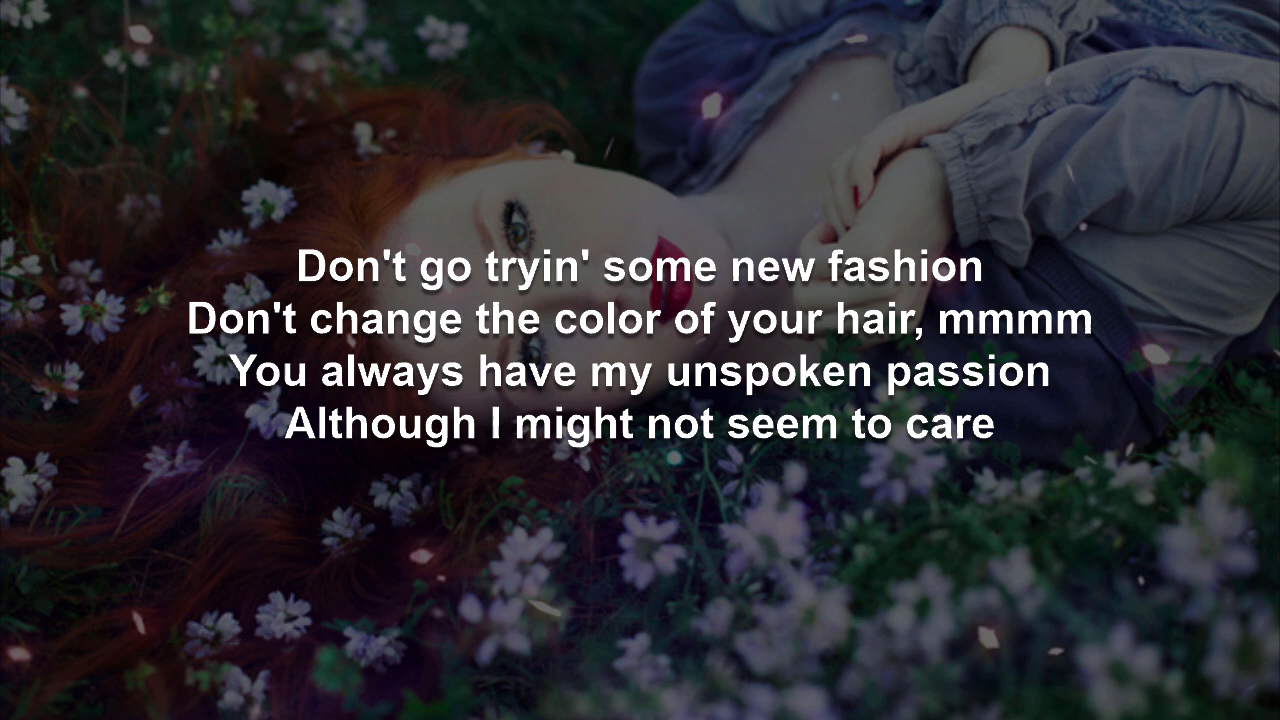 Don't go tryin' some new fashion
Don't change the color of your hair, mmmm
You always have my unspoken passion
Although I might not seem to care